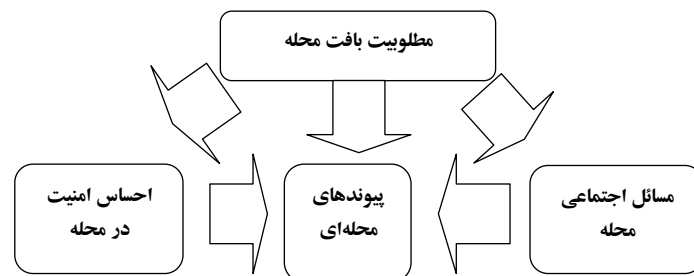 مطلوبیت بافت محله
مسائل اجتماعی
محله
پیوندهای
محله‌ای
احساس امنیت
در محله